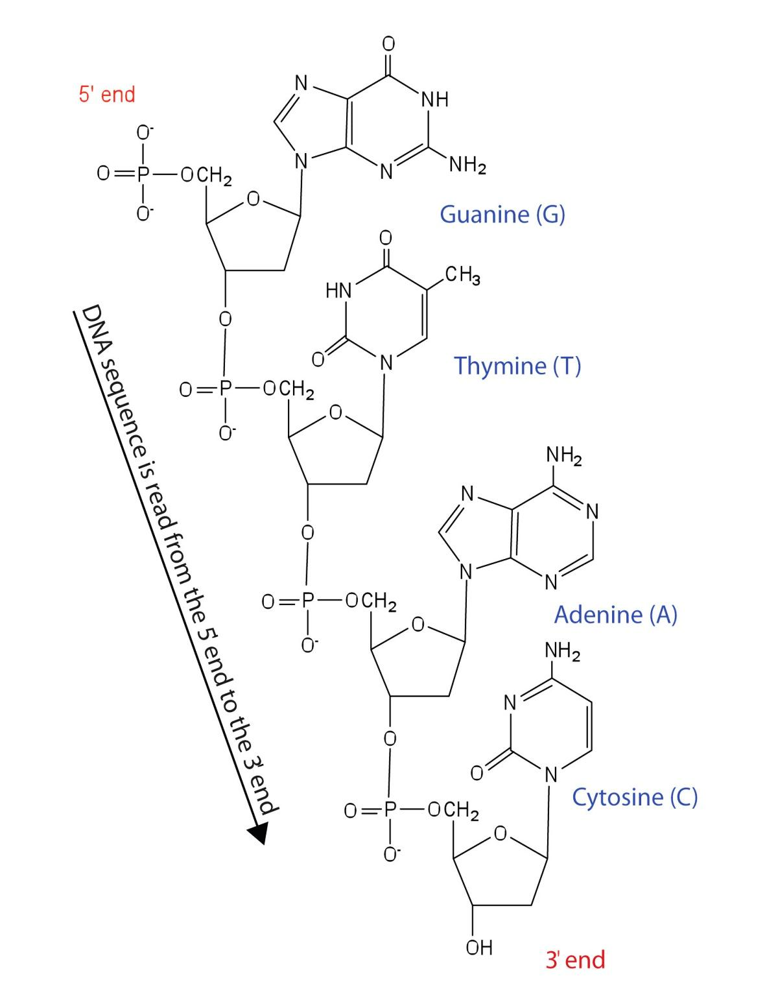 5' end
O
N
NH
O-
N
N
NH2
O=P—OCH2
O
O-
Guanine (G)
O
CH3
HN
O
O
N
Thymine (T)
O=P—OCH2
O
O-
NH2
N
N
O
N
N
O=P—OCH2
O
Adenine (A)
O-
NH2
N
O
O
N
Cytosine (C)
O=P—OCH2
O
O-
OH
3' end
DNA sequence is read from the 5' end to the 3' end